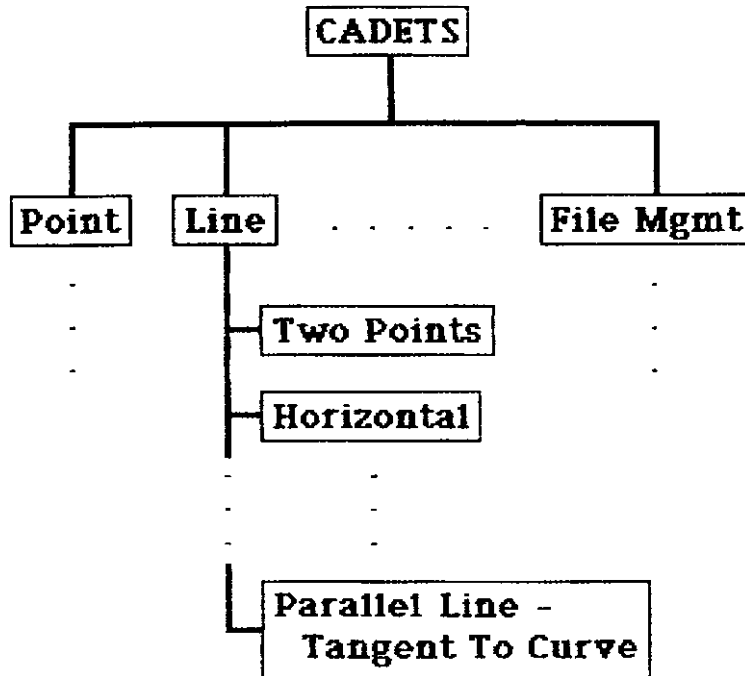 CADETS
Point
Line
. . . . .
File Mgmt
Two Points
Horizontal
Parallel Line -
Tangent To Curve